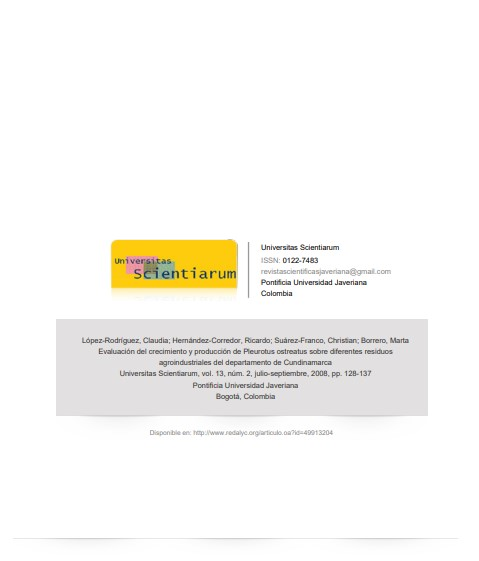 Universitas
Scientiarum
Universitas Scientiarum
ISSN: 0122-7483
revistascientificasjaveriana@gmail.com
Pontificia Universidad Javeriana
Colombia
López-Rodríguez, Claudia; Hernández-Corredor, Ricardo; Suárez-Franco, Christian; Borrero, Marta
Evaluación del crecimiento y producción de Pleurotus ostreatus sobre diferentes residuos
agroindustriales del departamento de Cundinamarca
Universitas Scientiarum, vol. 13, núm. 2, julio-septiembre, 2008, pp. 128-137
Pontificia Universidad Javeriana
Bogotá, Colombia
Disponible en: http://www.redalyc.org/articulo.oa?id=49913204